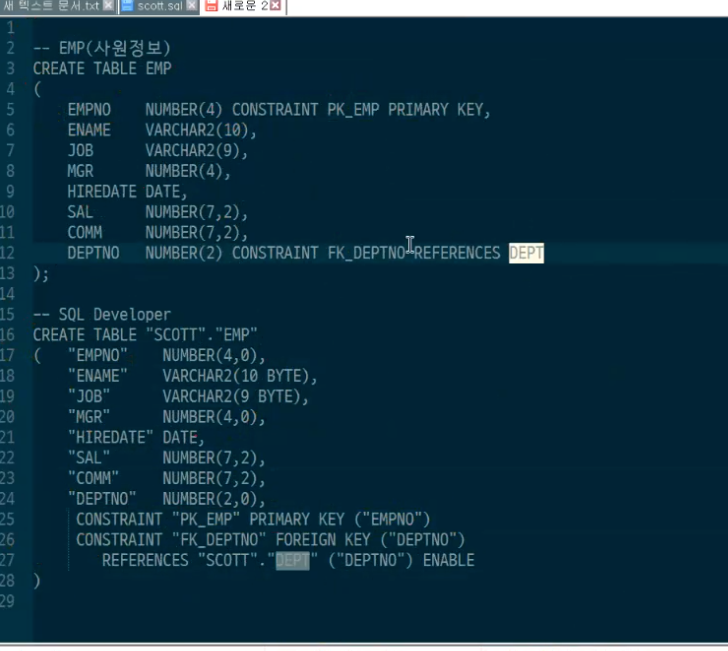 새 텍스트 문서.txt scott.sql 새로운 2
1
2 -- EMP(사원정보)
3 CREATE TABLE EMP
4 (
5 EMPNO NUMBER(4) CONSTRAINT PK_EMP PRIMARY KEY,
6 ENAME VARCHAR2(10),
7 JOB VARCHAR2(9),
8 MGR NUMBER(4),
9 HIREDATE DATE,
10 SAL NUMBER(7,2),
11 COMM NUMBER(7,2),
12 DEPTNO NUMBER(2) CONSTRAINT FK_DEPTNO REFERENCES DEPT
13 );
14
15 -- SQL Developer
16 CREATE TABLE "SCOTT"."EMP"
17 ( "EMPNO" NUMBER(4,0),
18 "ENAME" VARCHAR2(10 BYTE),
19 "JOB" VARCHAR2(9 BYTE),
20 "MGR" NUMBER(4,0),
21 "HIREDATE" DATE,
22 "SAL" NUMBER(7,2),
23 "COMM" NUMBER(7,2),
24 "DEPTNO" NUMBER(2,0),
25 CONSTRAINT "PK_EMP" PRIMARY KEY ("EMPNO")
26 CONSTRAINT "FK_DEPTNO" FOREIGN KEY ("DEPTNO")
27 REFERENCES "SCOTT"."DEPT" ("DEPTNO") ENABLE
28 )
29